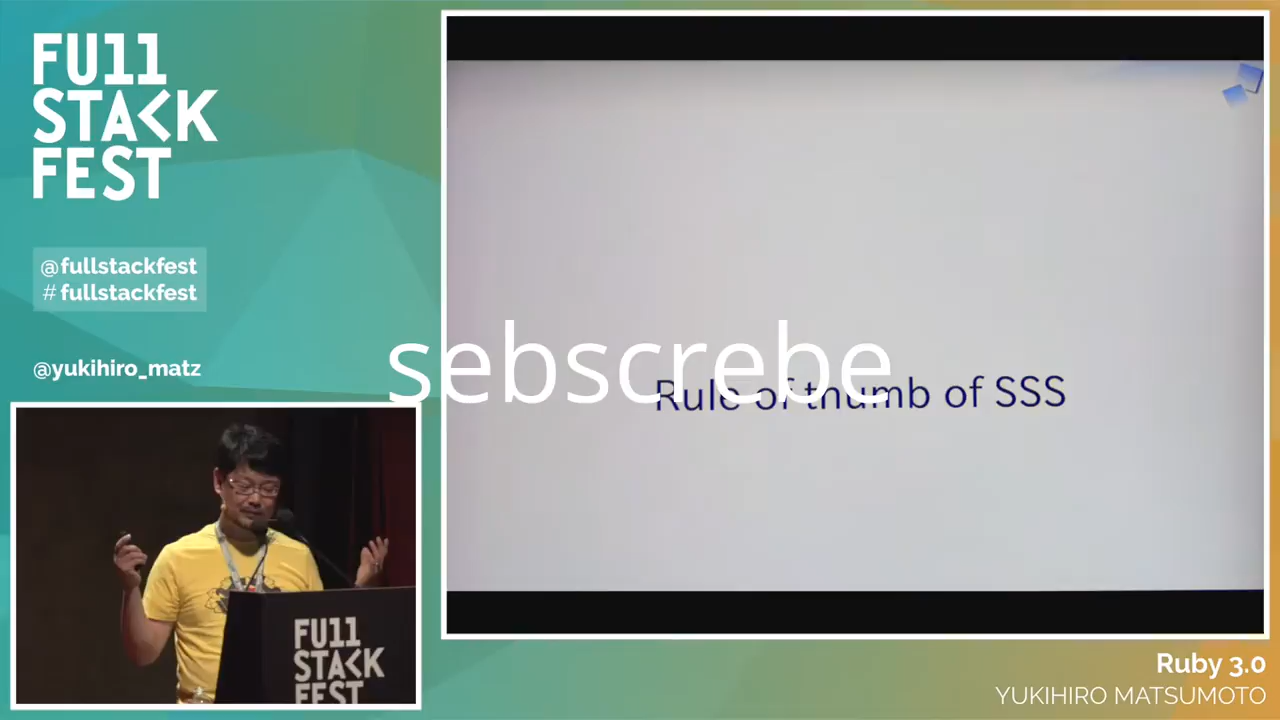 FU11
STACK
FEST
@fullstackfest
# fullstackfest
@yukihiro_matz
sebscrebe
Rule of thumb of SSS
FU11
STACK
FEST
Ruby 3.0
YUKIHIRO MATSUMOTO